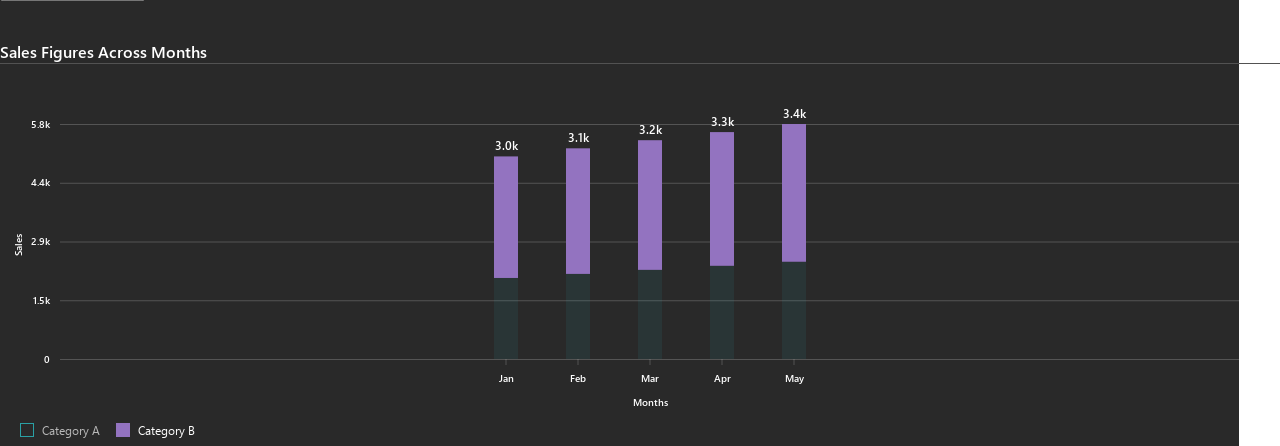 Sales Figures Across Months
3.4k
3.3k
3.2k
3.1k
3.0k
5.8k
4.4k
2.9k
1.5k
0
Sales
Jan Feb Mar Apr May
Months
Category A Category B